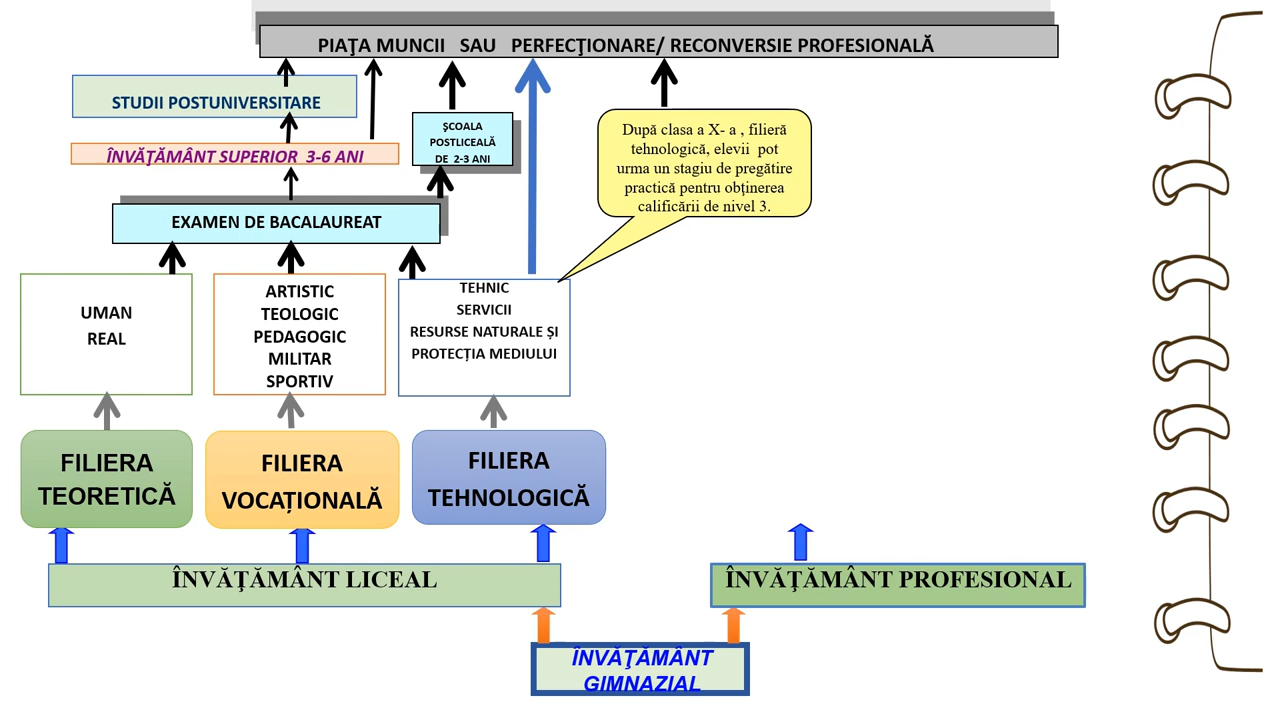 PIAŢA MUNCII SAU PERFECŢIONARE/ RECONVERSIE PROFESIONALĂ
STUDII POSTUNIVERSITARE
ÎNVĂŢĂMÂNT SUPERIOR 3-6 ANI
ŞCOALA
POSTLICEALĂ
DE 2-3 ANI
După clasa a X- a , filieră
tehnologică, elevii pot
urma un stagiu de pregătire
practică pentru obținerea
calificării de nivel 3.
EXAMEN DE BACALAUREAT
UMAN
REAL
ARTISTIC
TEOLOGIC
PEDAGOGIC
MILITAR
SPORTIV
TEHNIC
SERVICII
RESURSE NATURALE ȘI
PROTECȚIA MEDIULUI
FILIERA
TEORETICĂ
FILIERA
VOCAȚIONALĂ
FILIERA
TEHNOLOGICĂ
ÎNVĂŢĂMÂNT LICEAL
ÎNVĂŢĂMÂNT PROFESIONAL
ÎNVĂŢĂMÂNT
GIMNAZIAL